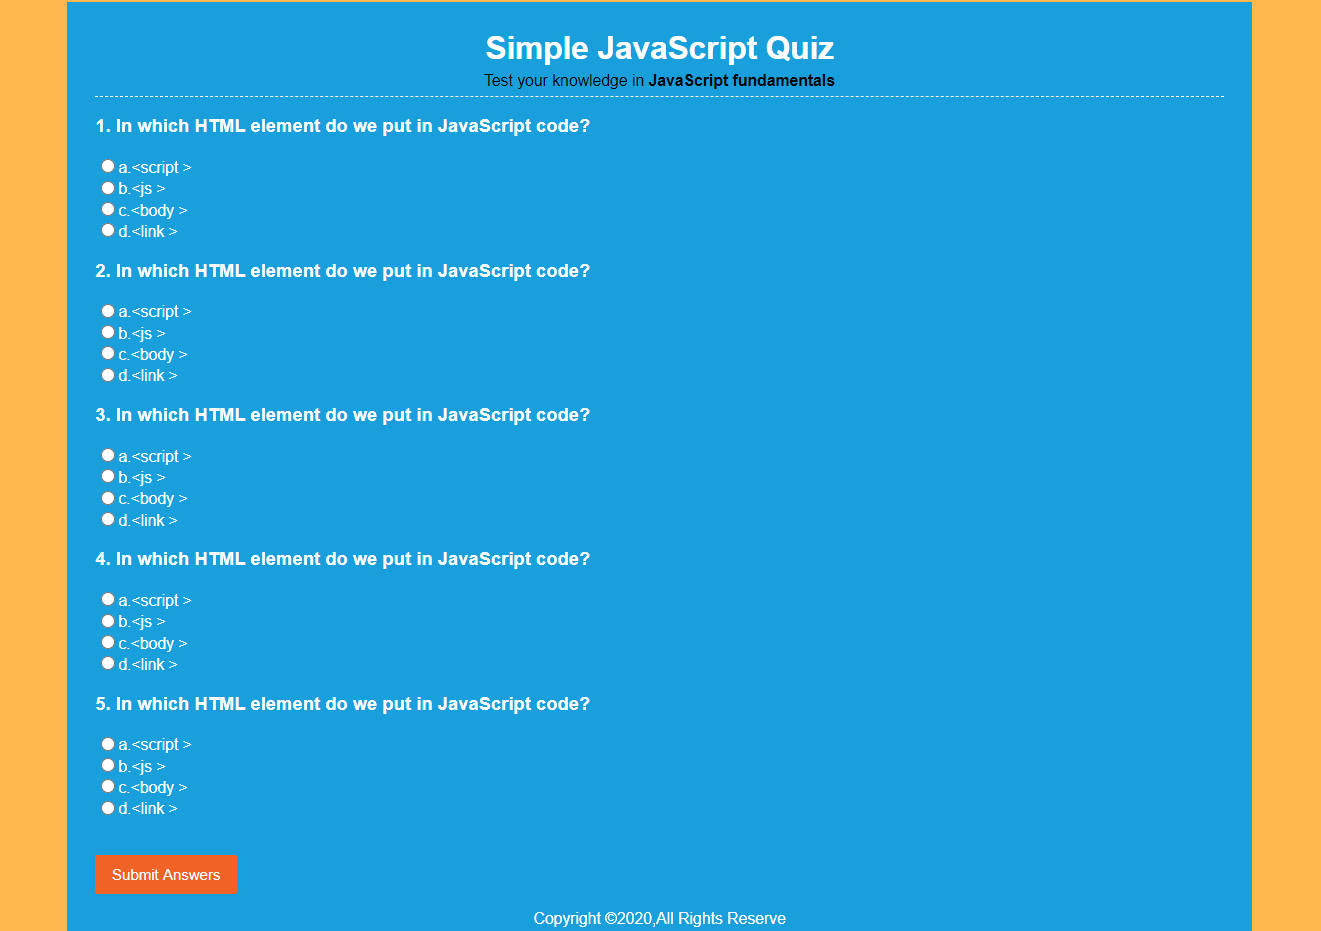 Simple JavaScript Quiz
Test your knowledge in JavaScript fundamentals
1. In which HTML element do we put in JavaScript code?
a.<script >
b.<js >
c.<body >
d.<link >
2. In which HTML element do we put in JavaScript code?
a.<script >
b.<js >
c.<body >
d.<link >
3. In which HTML element do we put in JavaScript code?
a.<script >
b.<js >
c.<body >
d.<link >
4. In which HTML element do we put in JavaScript code?
a.<script >
b.<js >
c.<body >
d.<link >
5. In which HTML element do we put in JavaScript code?
a.<script >
b.<js >
c.<body >
d.<link >
Submit Answers
Copyright ©2020,All Rights Reserve